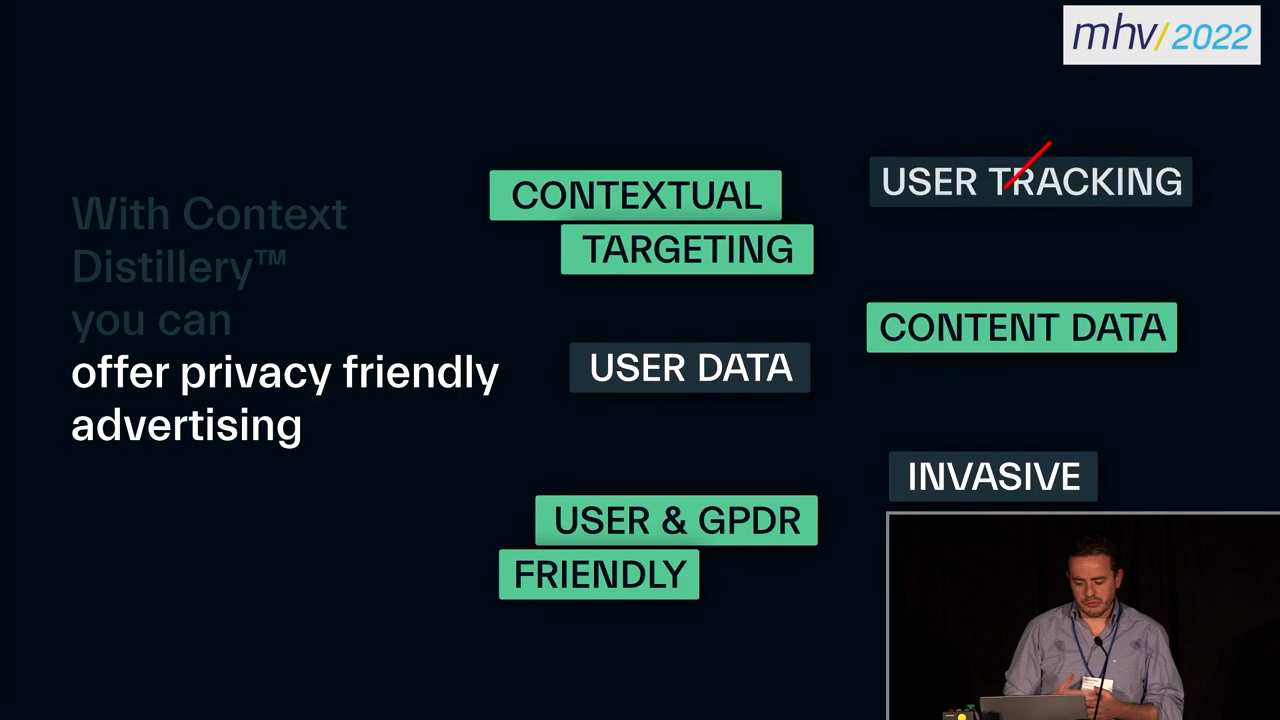 mhv/2022
With Context
Distillery™
you can
offer privacy friendly
advertising
CONTEXTUAL
TARGETING
USER TRACKING
USER DATA
CONTENT DATA
INVASIVE
USER & GPDR
FRIENDLY